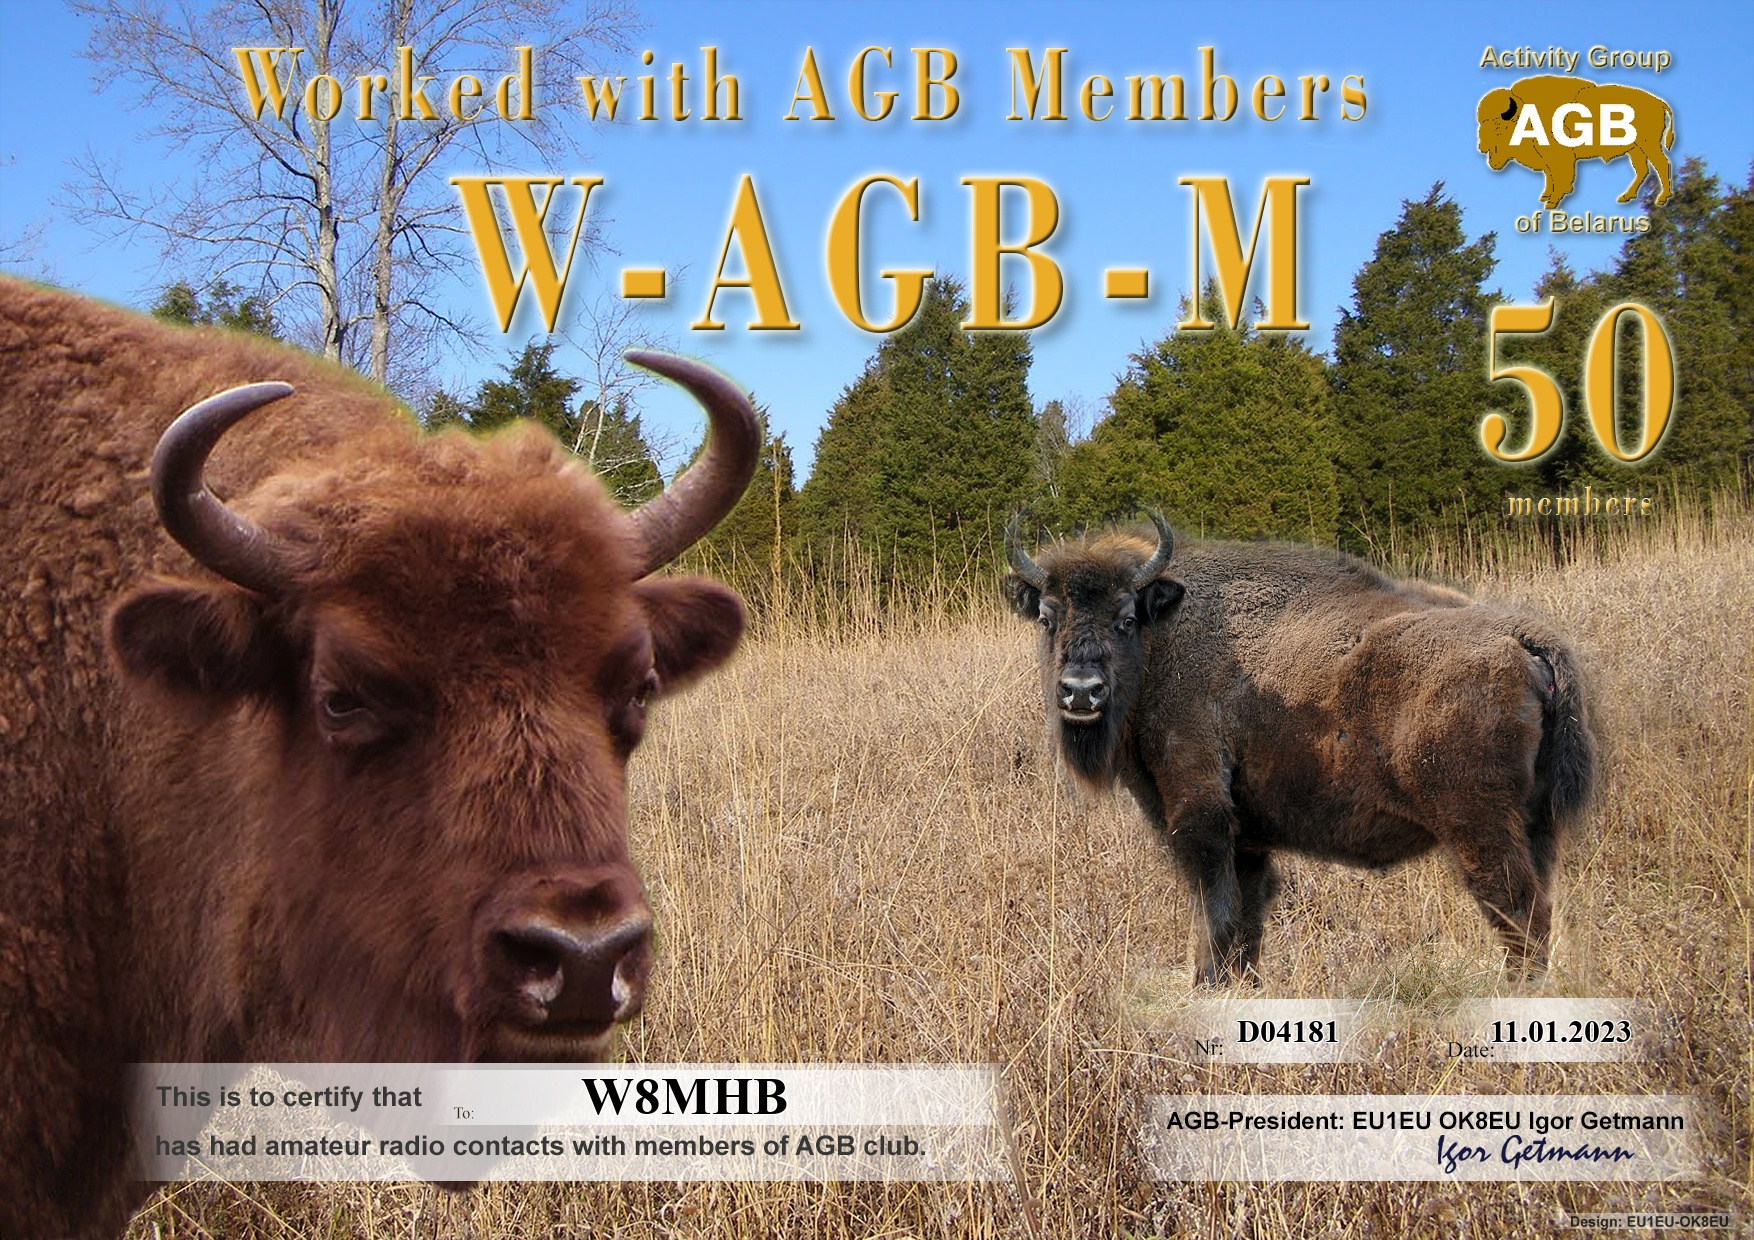 Worked with AGB Members
Activity Group
AGB
of Belarus
W-AGB-M
50
members
Nr: D04181
Date: 11.01.2023
This is to certify that
To: W8MHB
has had amateur radio contacts with members of AGB club.
AGB-President: EU1EU OK8EU Igor Getmann
Igor Getmann
Design: EU1EU-OK8EU